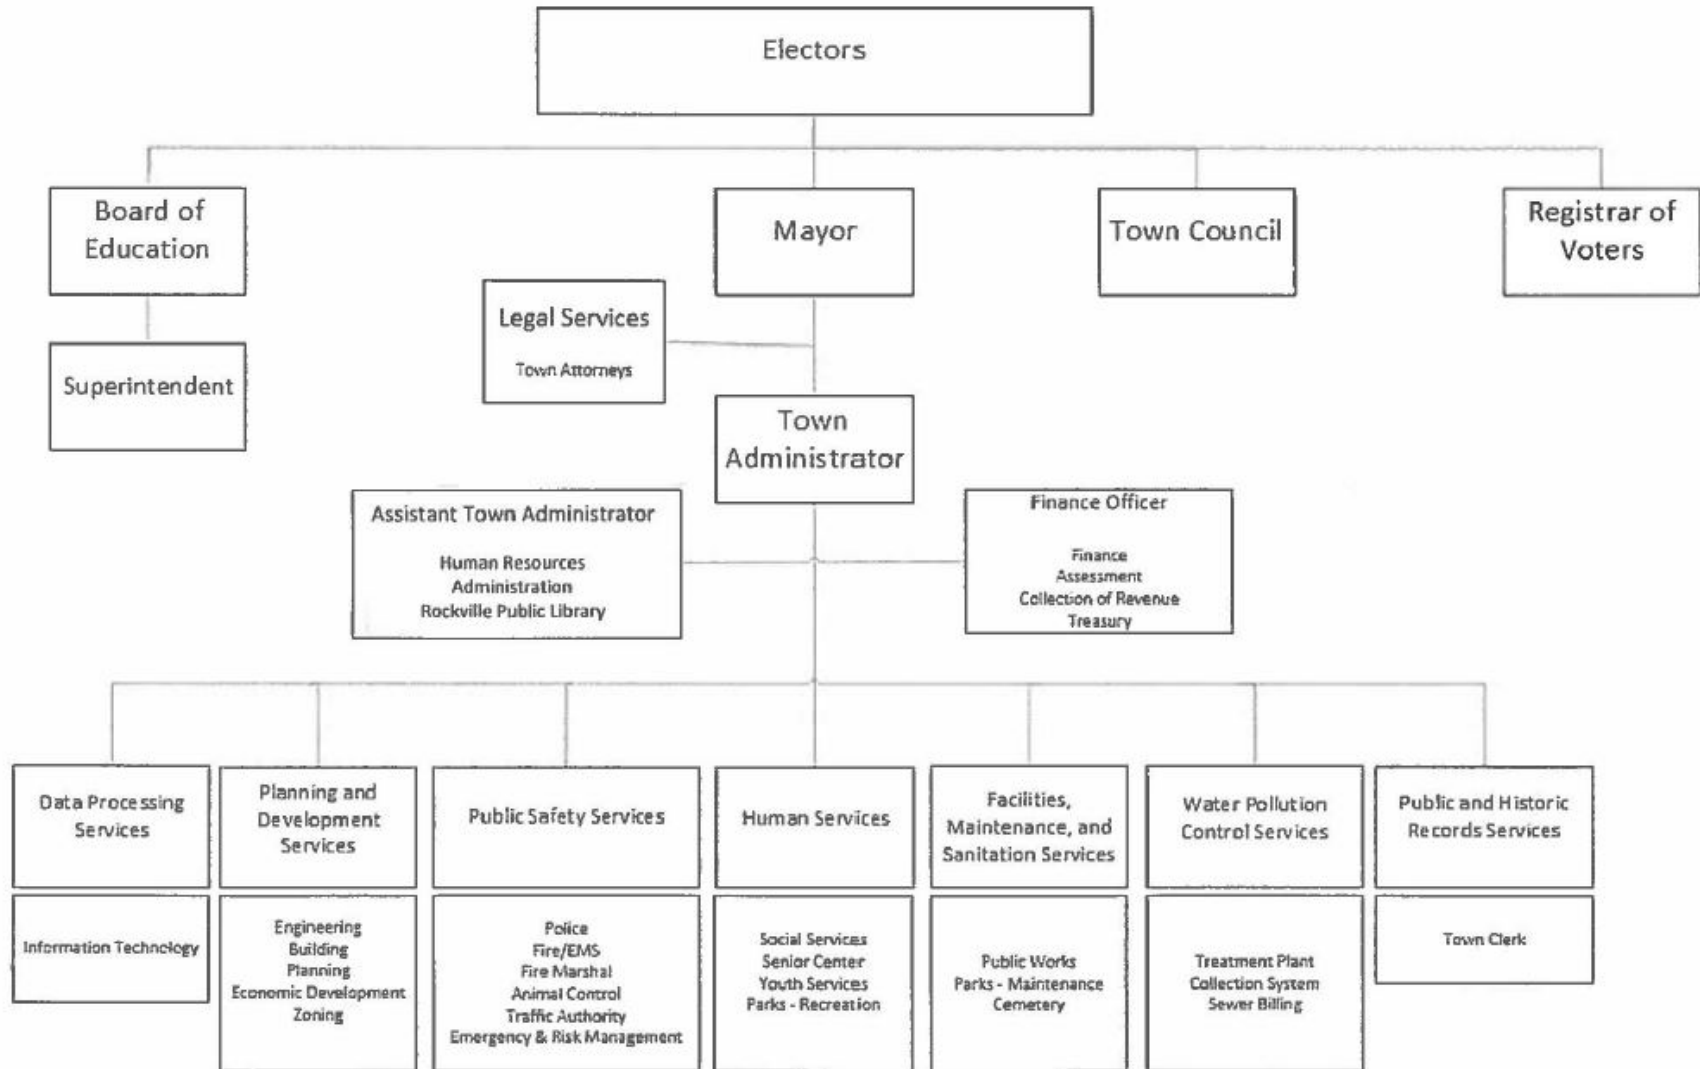 Electors
Board of
Education
Mayor
Town Council
Registrar of
Voters
Legal Services
Town Attorneys
Superintendent
Town
Administrator
Assistant Town Administrator
Human Resources
Administration
Rockville Public Library
Finance Officer
Finance
Assessment
Collection of Revenue
Treasury
Data Processing
Services
Planning and
Development
Services
Public Safety Services
Human Services
Facilities,
Maintenance, and
Sanitation Services
Water Pollution
Control Services
Public and Historic
Records Services
Information Technology
Engineering
Building
Planning
Economic Development
Zoning
Police
Fire/EMS
Fire Marshal
Animal Control
Traffic Authority
Emergency & Risk Management
Social Services
Senior Center
Youth Services
Parks - Recreation
Public Works
Parks - Maintenance
Cemetery
Treatment Plant
Collection System
Sewer Billing
Town Clerk